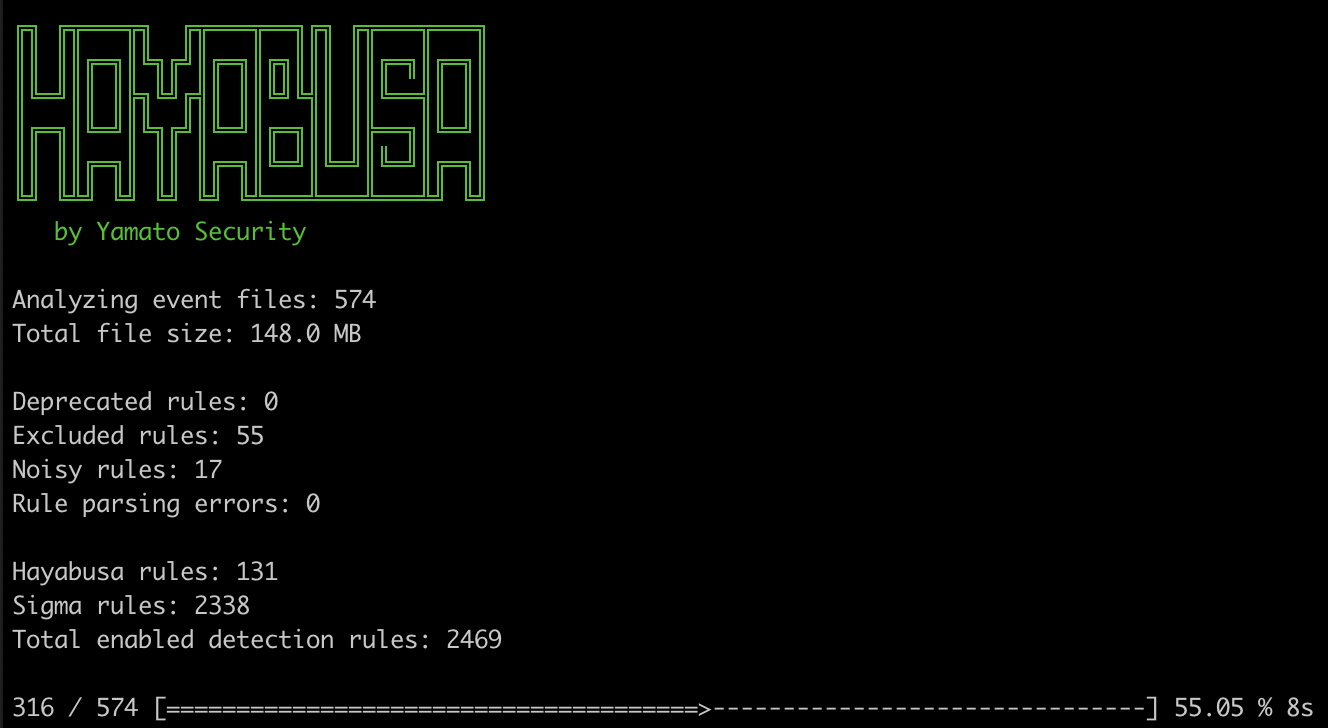 HAYABUSA
by Yamato Security
Analyzing event files: 574
Total file size: 148.0 MB
Deprecated rules: 0
Excluded rules: 55
Noisy rules: 17
Rule parsing errors: 0
Hayabusa rules: 131
Sigma rules: 2338
Total enabled detection rules: 2469
316 / 574 [======================================>-------------------------------] 55.05 % 8s